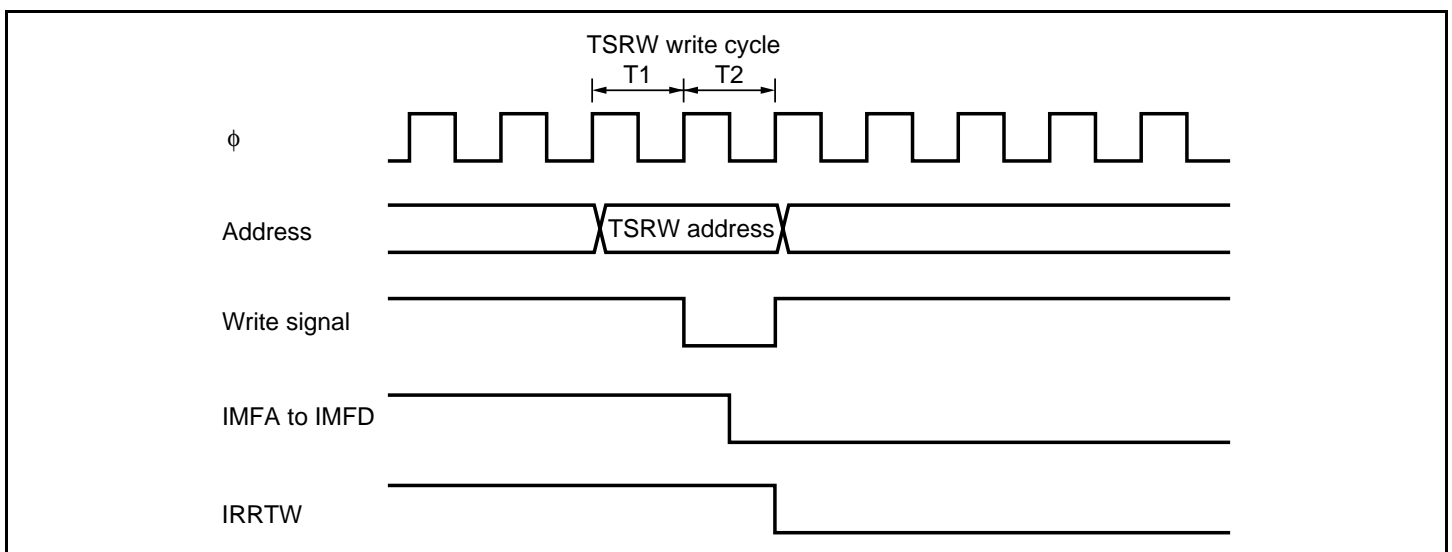 TSRW write cycle
T1 T2
ϕ
Address
TSRW address
Write signal
IMFA to IMFD
IRRTW